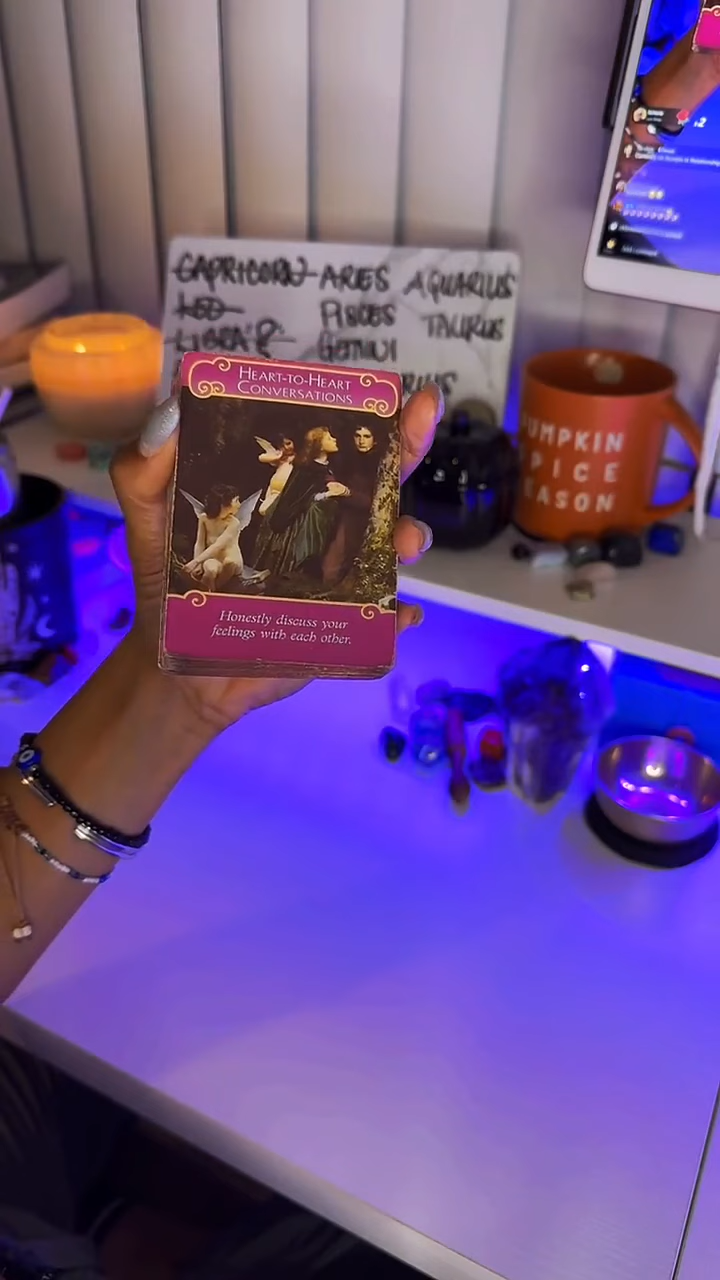 CAPRICORN ARIES AQUARIUS
LEO PISCES TAURUS
LIBRA GEMINI
HEART-TO-HEART
CONVERSATIONS
Honestly discuss your
feelings with each other.
PUMPKIN
SPICE
SEASON